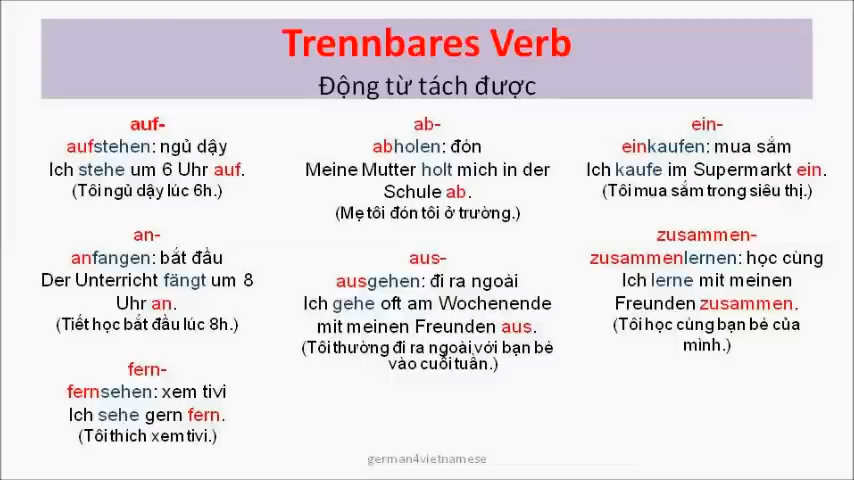 Trennbares Verb
Động từ tách được
auf-
aufstehen: ngủ dậy
Ich stehe um 6 Uhr auf.
(Tôi ngủ dậy lúc 6h.)
an-
anfangen: bắt đầu
Der Unterricht fängt um 8
Uhr an.
(Tiết học bắt đầu lúc 8h.)
fern-
fernsehen: xem tivi
Ich sehe gern fern.
(Tôi thích xem tivi.)
ab-
abholen: đón
Meine Mutter holt mich in der
Schule ab.
(Mẹ tôi đón tôi ở trường.)
aus-
ausgehen: đi ra ngoài
Ich gehe oft am Wochenende
mit meinen Freunden aus.
(Tôi thường đi ra ngoài với bạn bè
vào cuối tuần.)
ein-
einkaufen: mua sắm
Ich kaufe im Supermarkt ein.
(Tôi mua sắm trong siêu thị.)
zusammen-
zusammenlernen: học cùng
Ich lerne mit meinen
Freunden zusammen.
(Tôi học cùng bạn bè của
mình.)
german4vietnamese